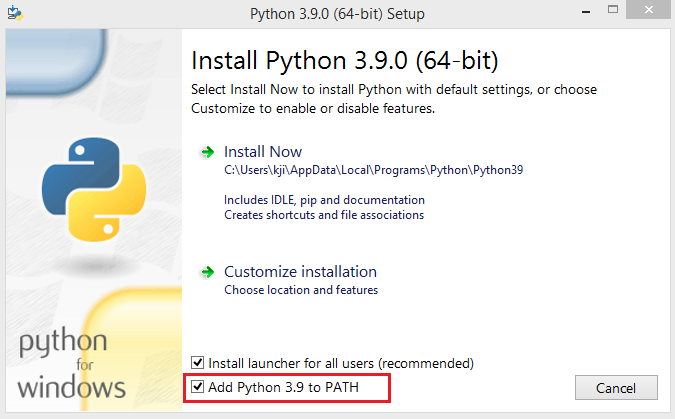 Python 3.9.0 (64-bit) Setup
Install Python 3.9.0 (64-bit)
Select Install Now to install Python with default settings, or choose
Customize to enable or disable features.
Install Now
C:\Users\kji\AppData\Local\Programs\Python\Python39
Includes IDLE, pip and documentation
Creates shortcuts and file associations
Customize installation
Choose location and features
python
for
windows
Install launcher for all users (recommended)
Add Python 3.9 to PATH
Cancel